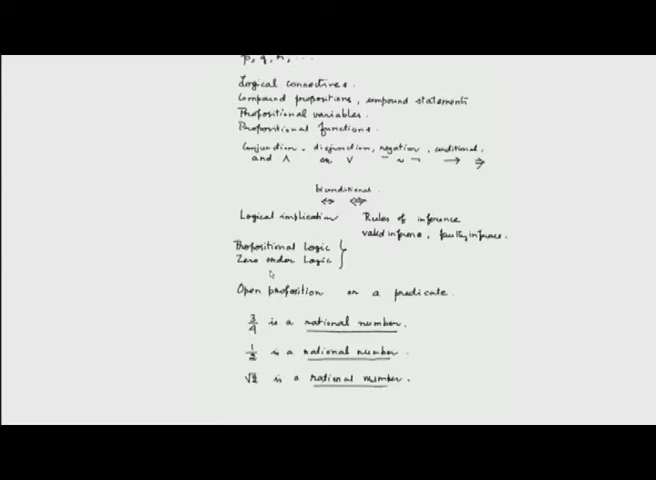 p, q, r, ...
Logical connectives.
Compound propositions, compound statements
Propositional variables.
Propositional functions.
Conjunction, disjunction, negation, conditional,
and ∧ or ∨ ‾ ~ ¬ → ⇒
biconditional.
↔ ⇔
Logical implication Rules of inference
valid inference, faulty inference.
Propositional Logic
Zero order Logic
Open proposition or a predicate.
3/4 is a rational number.
1/2 is a rational number.
√2 is a rational number.